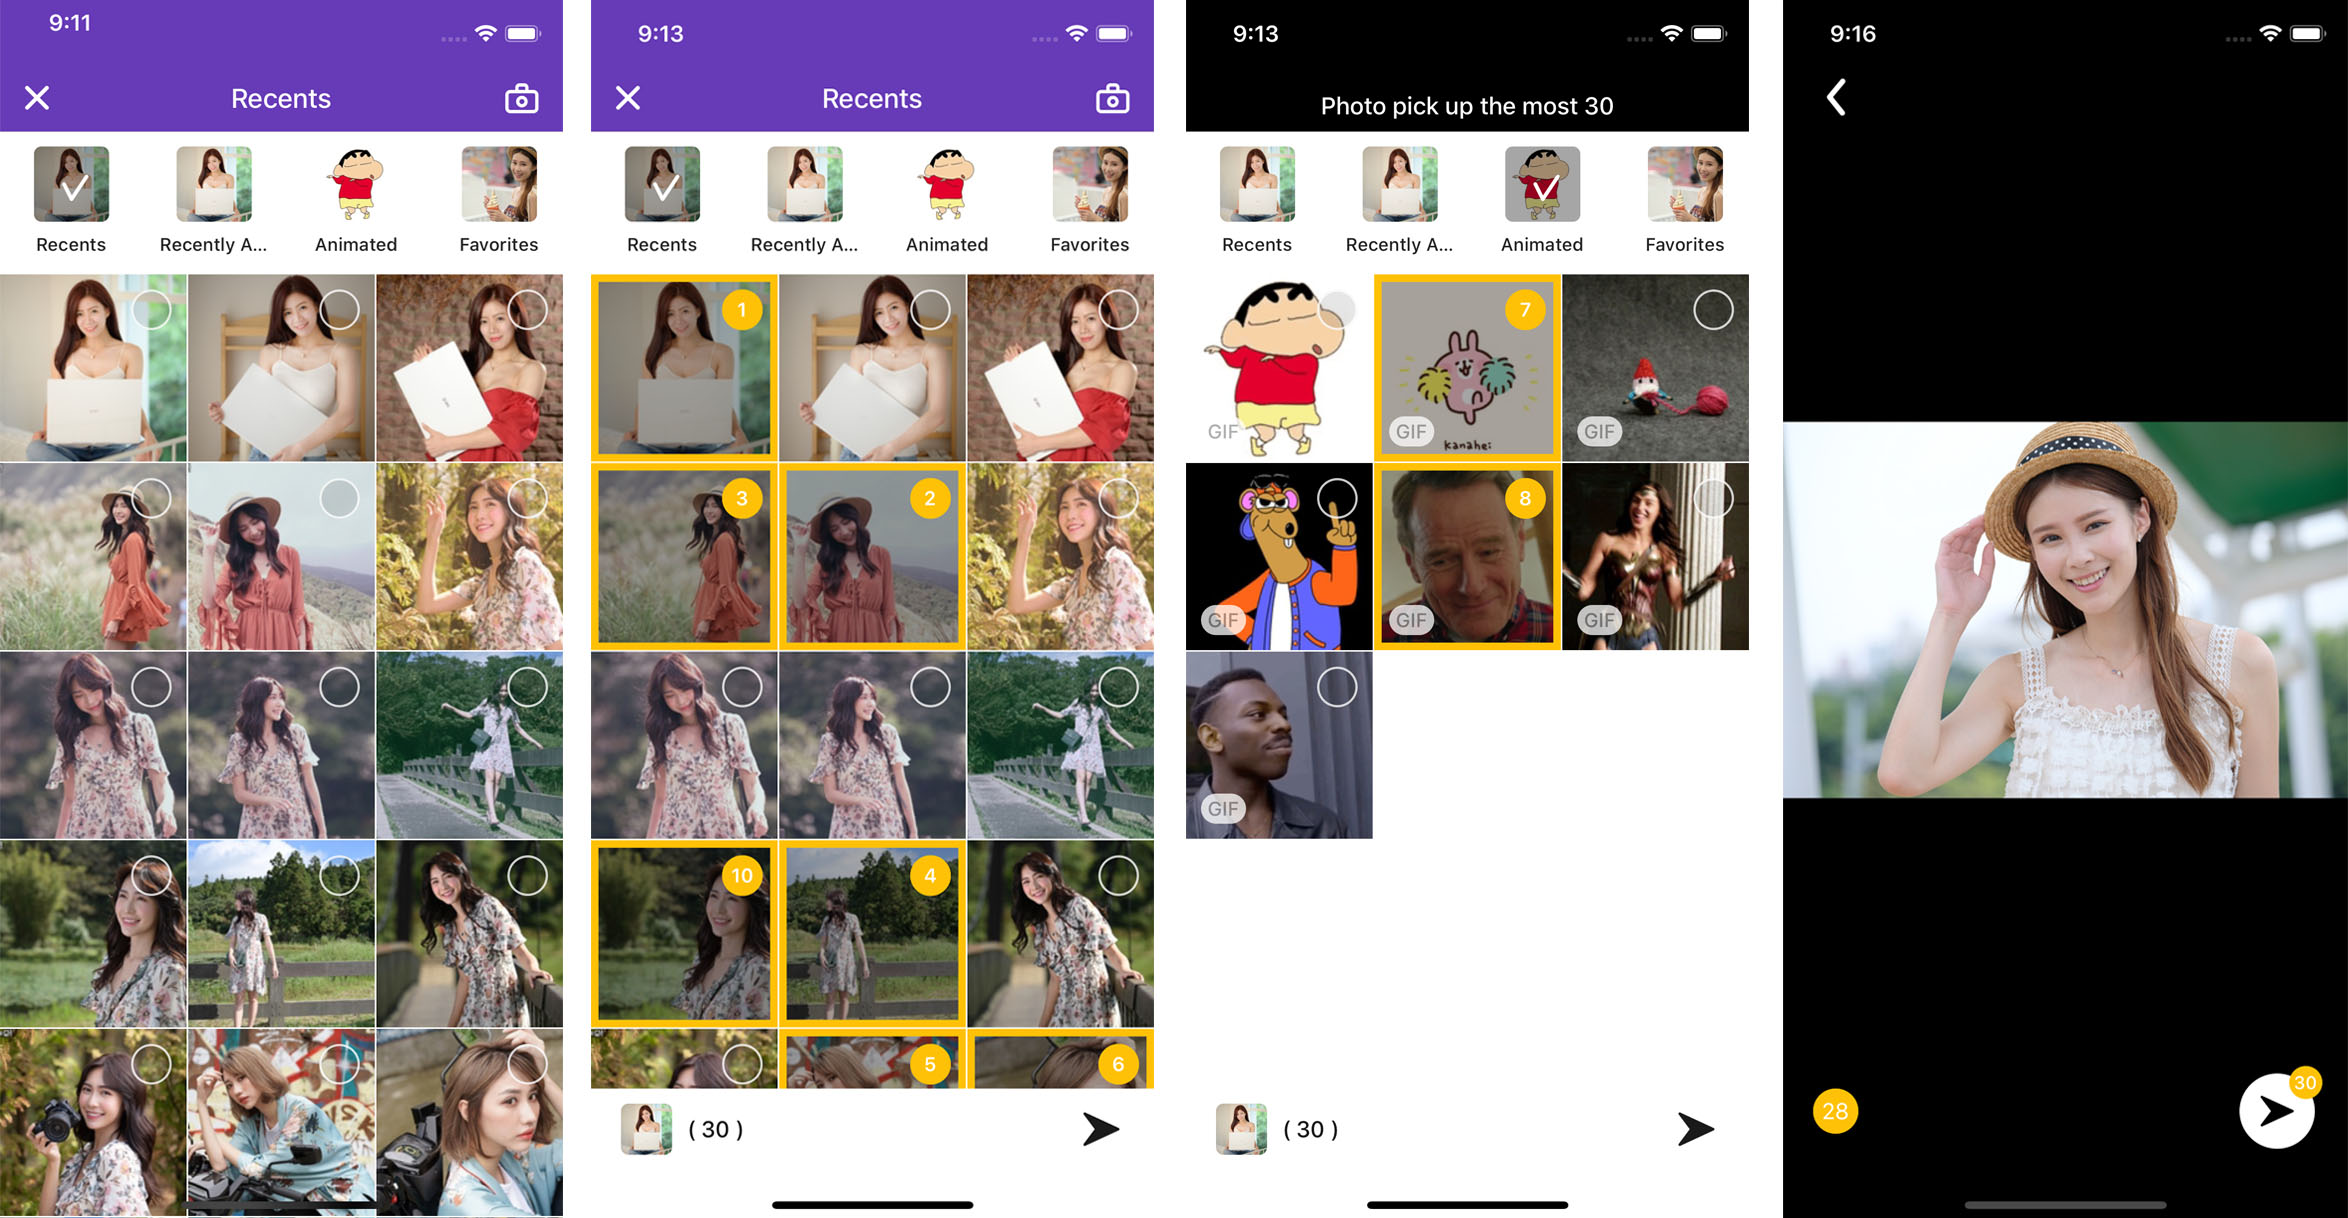 9:11
Recents
Recents
Recently A...
Animated
Favorites
9:13
Recents
Recents
Recently A...
Animated
Favorites
1
3
2
10
4
5
6
( 30 )
9:13
Photo pick up the most 30
Recents
Recently A...
Animated
Favorites
GIF
7
GIF
kanahe:
GIF
GIF
8
GIF
GIF
GIF
( 30 )
9:16
28
30